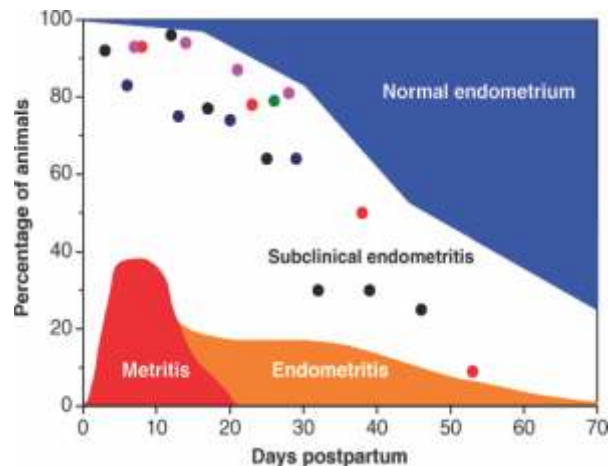 100
80
60
40
20
0
Percentage of animals
Normal endometrium
Subclinical endometritis
Metritis
Endometritis
0 10 20 30 40 50 60 70
Days postpartum